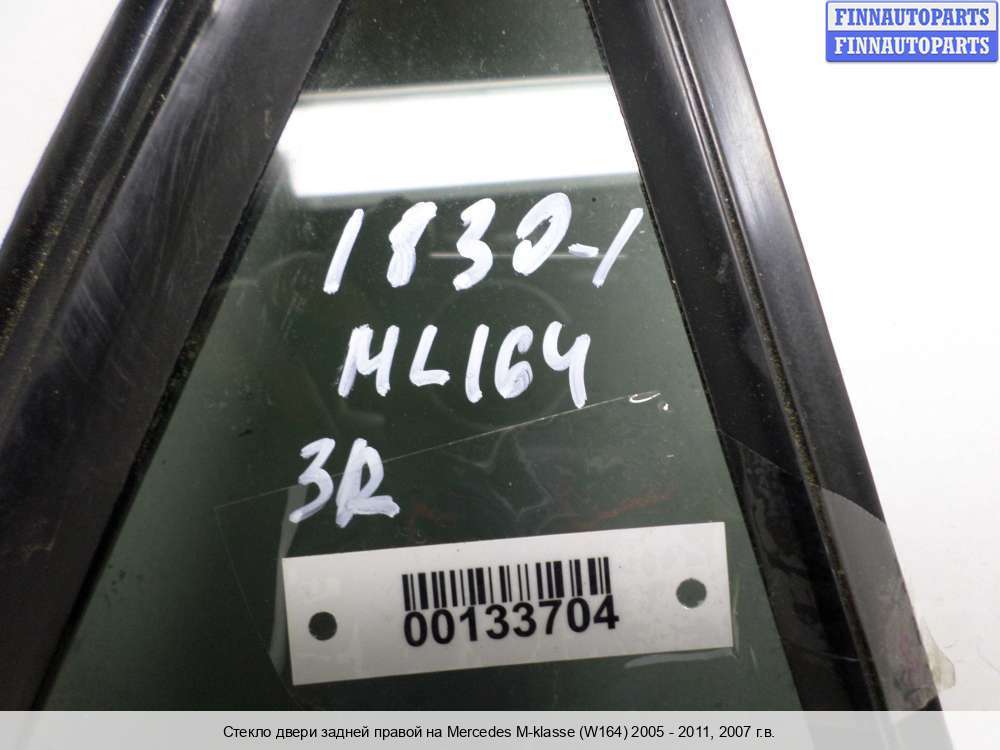 FINNAUTOPARTS
FINNAUTOPARTS
1830-1
ML164
3R
00133704
Стекло двери задней правой на Mercedes M-klasse (W164) 2005 - 2011, 2007 г.в.